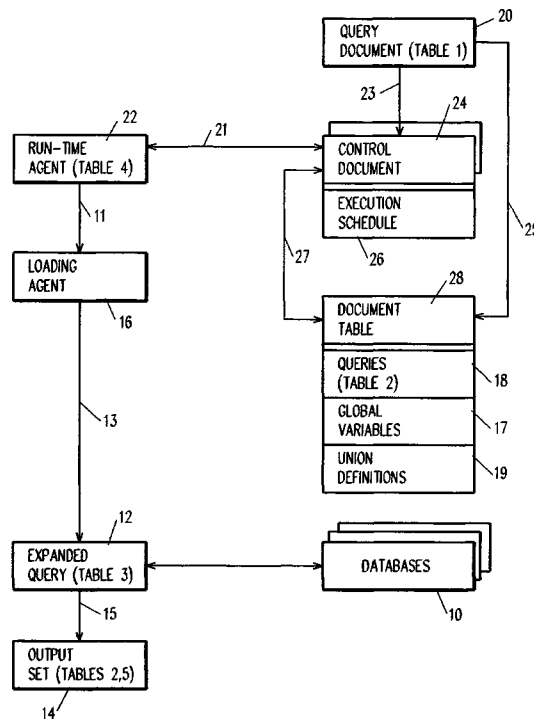 20
QUERY
DOCUMENT (TABLE 1)
23
24
22
21
RUN-TIME
AGENT (TABLE 4)
CONTROL
DOCUMENT
EXECUTION
SCHEDULE
25
11
27
26
LOADING
AGENT
16
28
DOCUMENT
TABLE
QUERIES
(TABLE 2)
18
GLOBAL
VARIABLES
17
UNION
DEFINITIONS
19
13
12
EXPANDED
QUERY (TABLE 3)
DATABASES
10
15
OUTPUT
SET (TABLES 2,5)
14